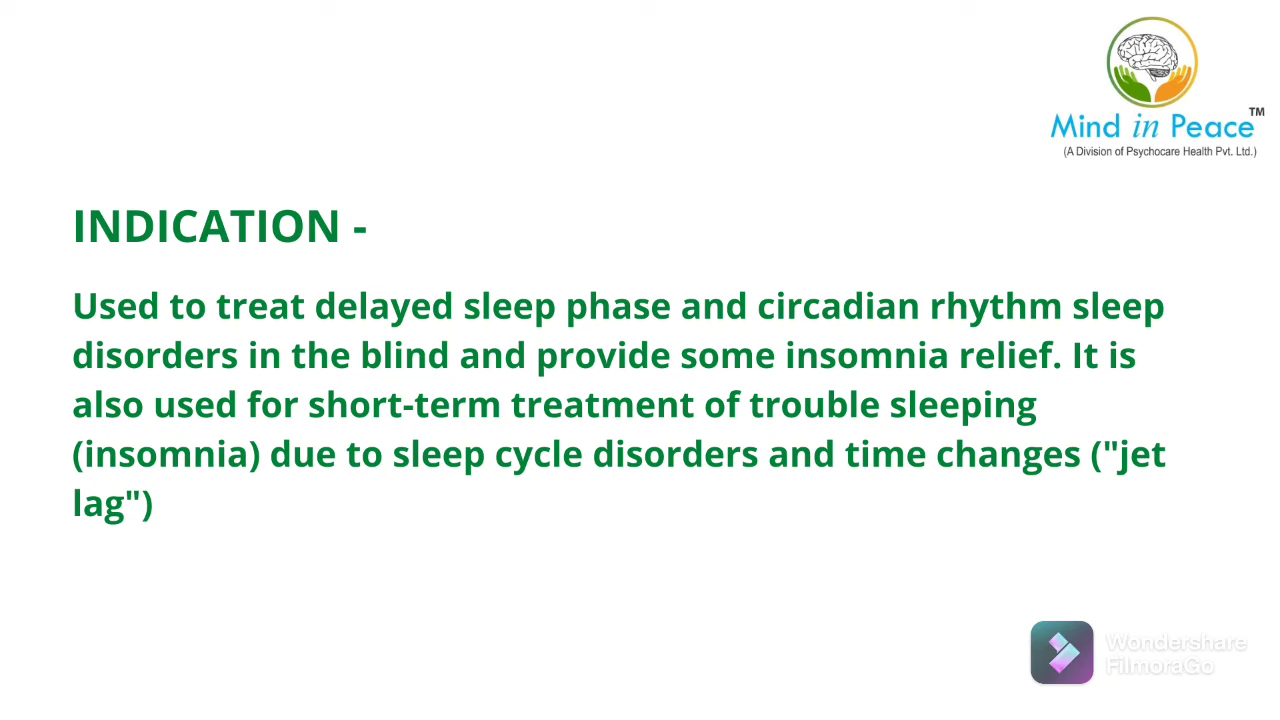 Mind in Peace TM
(A Division of Psychocare Health Pvt. Ltd.)
INDICATION -
Used to treat delayed sleep phase and circadian rhythm sleep
disorders in the blind and provide some insomnia relief. It is
also used for short-term treatment of trouble sleeping
(insomnia) due to sleep cycle disorders and time changes ("jet
lag")
Wondershare
FilmoraGo